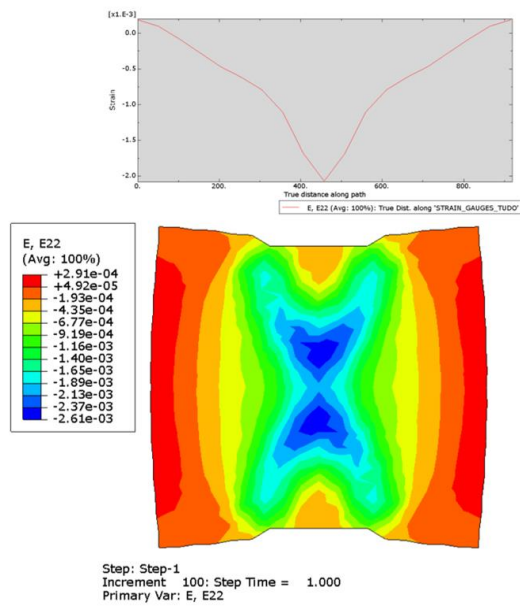 [x1.E-3]
0.0
-0.5
-1.0
-1.5
-2.0
Strain
0. 200. 400. 600. 800.
True distance along path
E, E22 (Avg: 100%): True Dist. along 'STRAIN_GAUGES_TUDO'
E, E22
(Avg: 100%)
+2.91e-04
+4.92e-05
-1.93e-04
-4.35e-04
-6.77e-04
-9.19e-04
-1.16e-03
-1.40e-03
-1.65e-03
-1.89e-03
-2.13e-03
-2.37e-03
-2.61e-03
Step: Step-1
Increment 100: Step Time = 1.000
Primary Var: E, E22